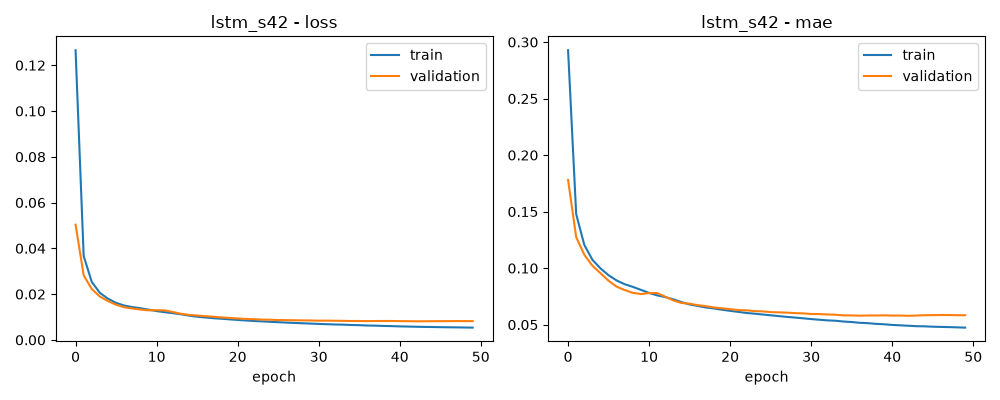 lstm_s42 - loss
train
validation
0.12
0.10
0.08
0.06
0.04
0.02
0.00
0 10 20 30 40 50
epoch
lstm_s42 - mae
train
validation
0.30
0.25
0.20
0.15
0.10
0.05
0 10 20 30 40 50
epoch